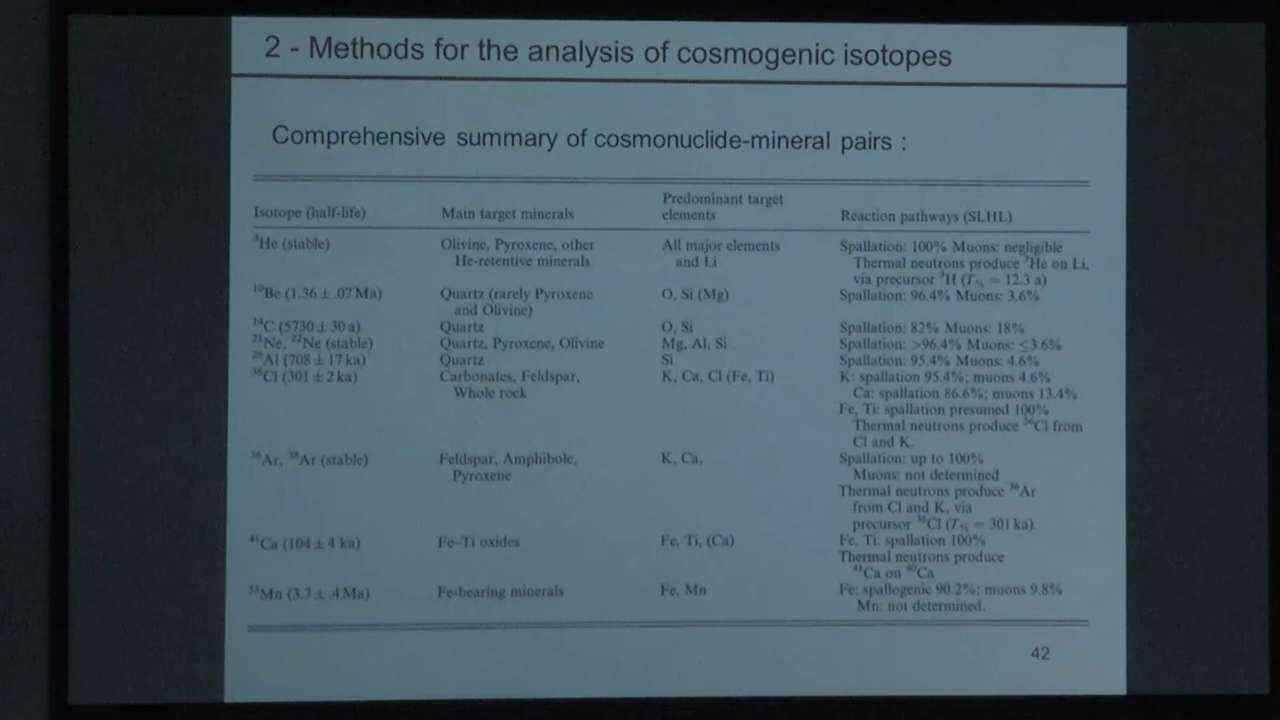 2 - Methods for the analysis of cosmogenic isotopes
Comprehensive summary of cosmonuclide-mineral pairs :
Isotope (half-life) Main target minerals Predominant target elements Reaction pathways (SLHL)
³He (stable) Olivine, Pyroxene, other All major elements Spallation: 100% Muons: negligible
He-retentive minerals and Li Thermal neutrons produce ³He on Li,
via precursor ³H (T½ = 12.3 a)
¹⁰Be (1.36 ± .07 Ma) Quartz (rarely Pyroxene O, Si (Mg) Spallation: 96.4% Muons: 3.6%
and Olivine)
¹⁴C (5730 ± 30 a) Quartz O, Si Spallation: 82% Muons: 18%
²¹Ne, ²²Ne (stable) Quartz, Pyroxene, Olivine Mg, Al, Si Spallation: >96.4% Muons: ≤3.6%
²⁶Al (708 ± 17 ka) Quartz Si Spallation: 95.4% Muons: 4.6%
³⁶Cl (301 ± 2 ka) Carbonates, Feldspar, K, Ca, Cl (Fe, Ti) K: spallation 95.4%; muons 4.6%
Whole rock Ca: spallation 86.6%; muons 13.4%
Fe, Ti: spallation presumed 100%
Thermal neutrons produce ³⁶Cl from
Cl and K.
³⁶Ar, ³⁸Ar (stable) Feldspar, Amphibole, K, Ca, Spallation: up to 100%
Pyroxene Muons: not determined
Thermal neutrons produce ³⁶Ar
from Cl and K, via
precursor ³⁶Cl (T½ = 301 ka).
⁴¹Ca (104 ± 4 ka) Fe–Ti oxides Fe, Ti, (Ca) Fe, Ti: spallation 100%
Thermal neutrons produce
⁴¹Ca on ⁴⁰Ca
⁵³Mn (3.7 ± .4 Ma) Fe-bearing minerals Fe, Mn Fe: spallogenic 90.2%; muons 9.8%
Mn: not determined.
42